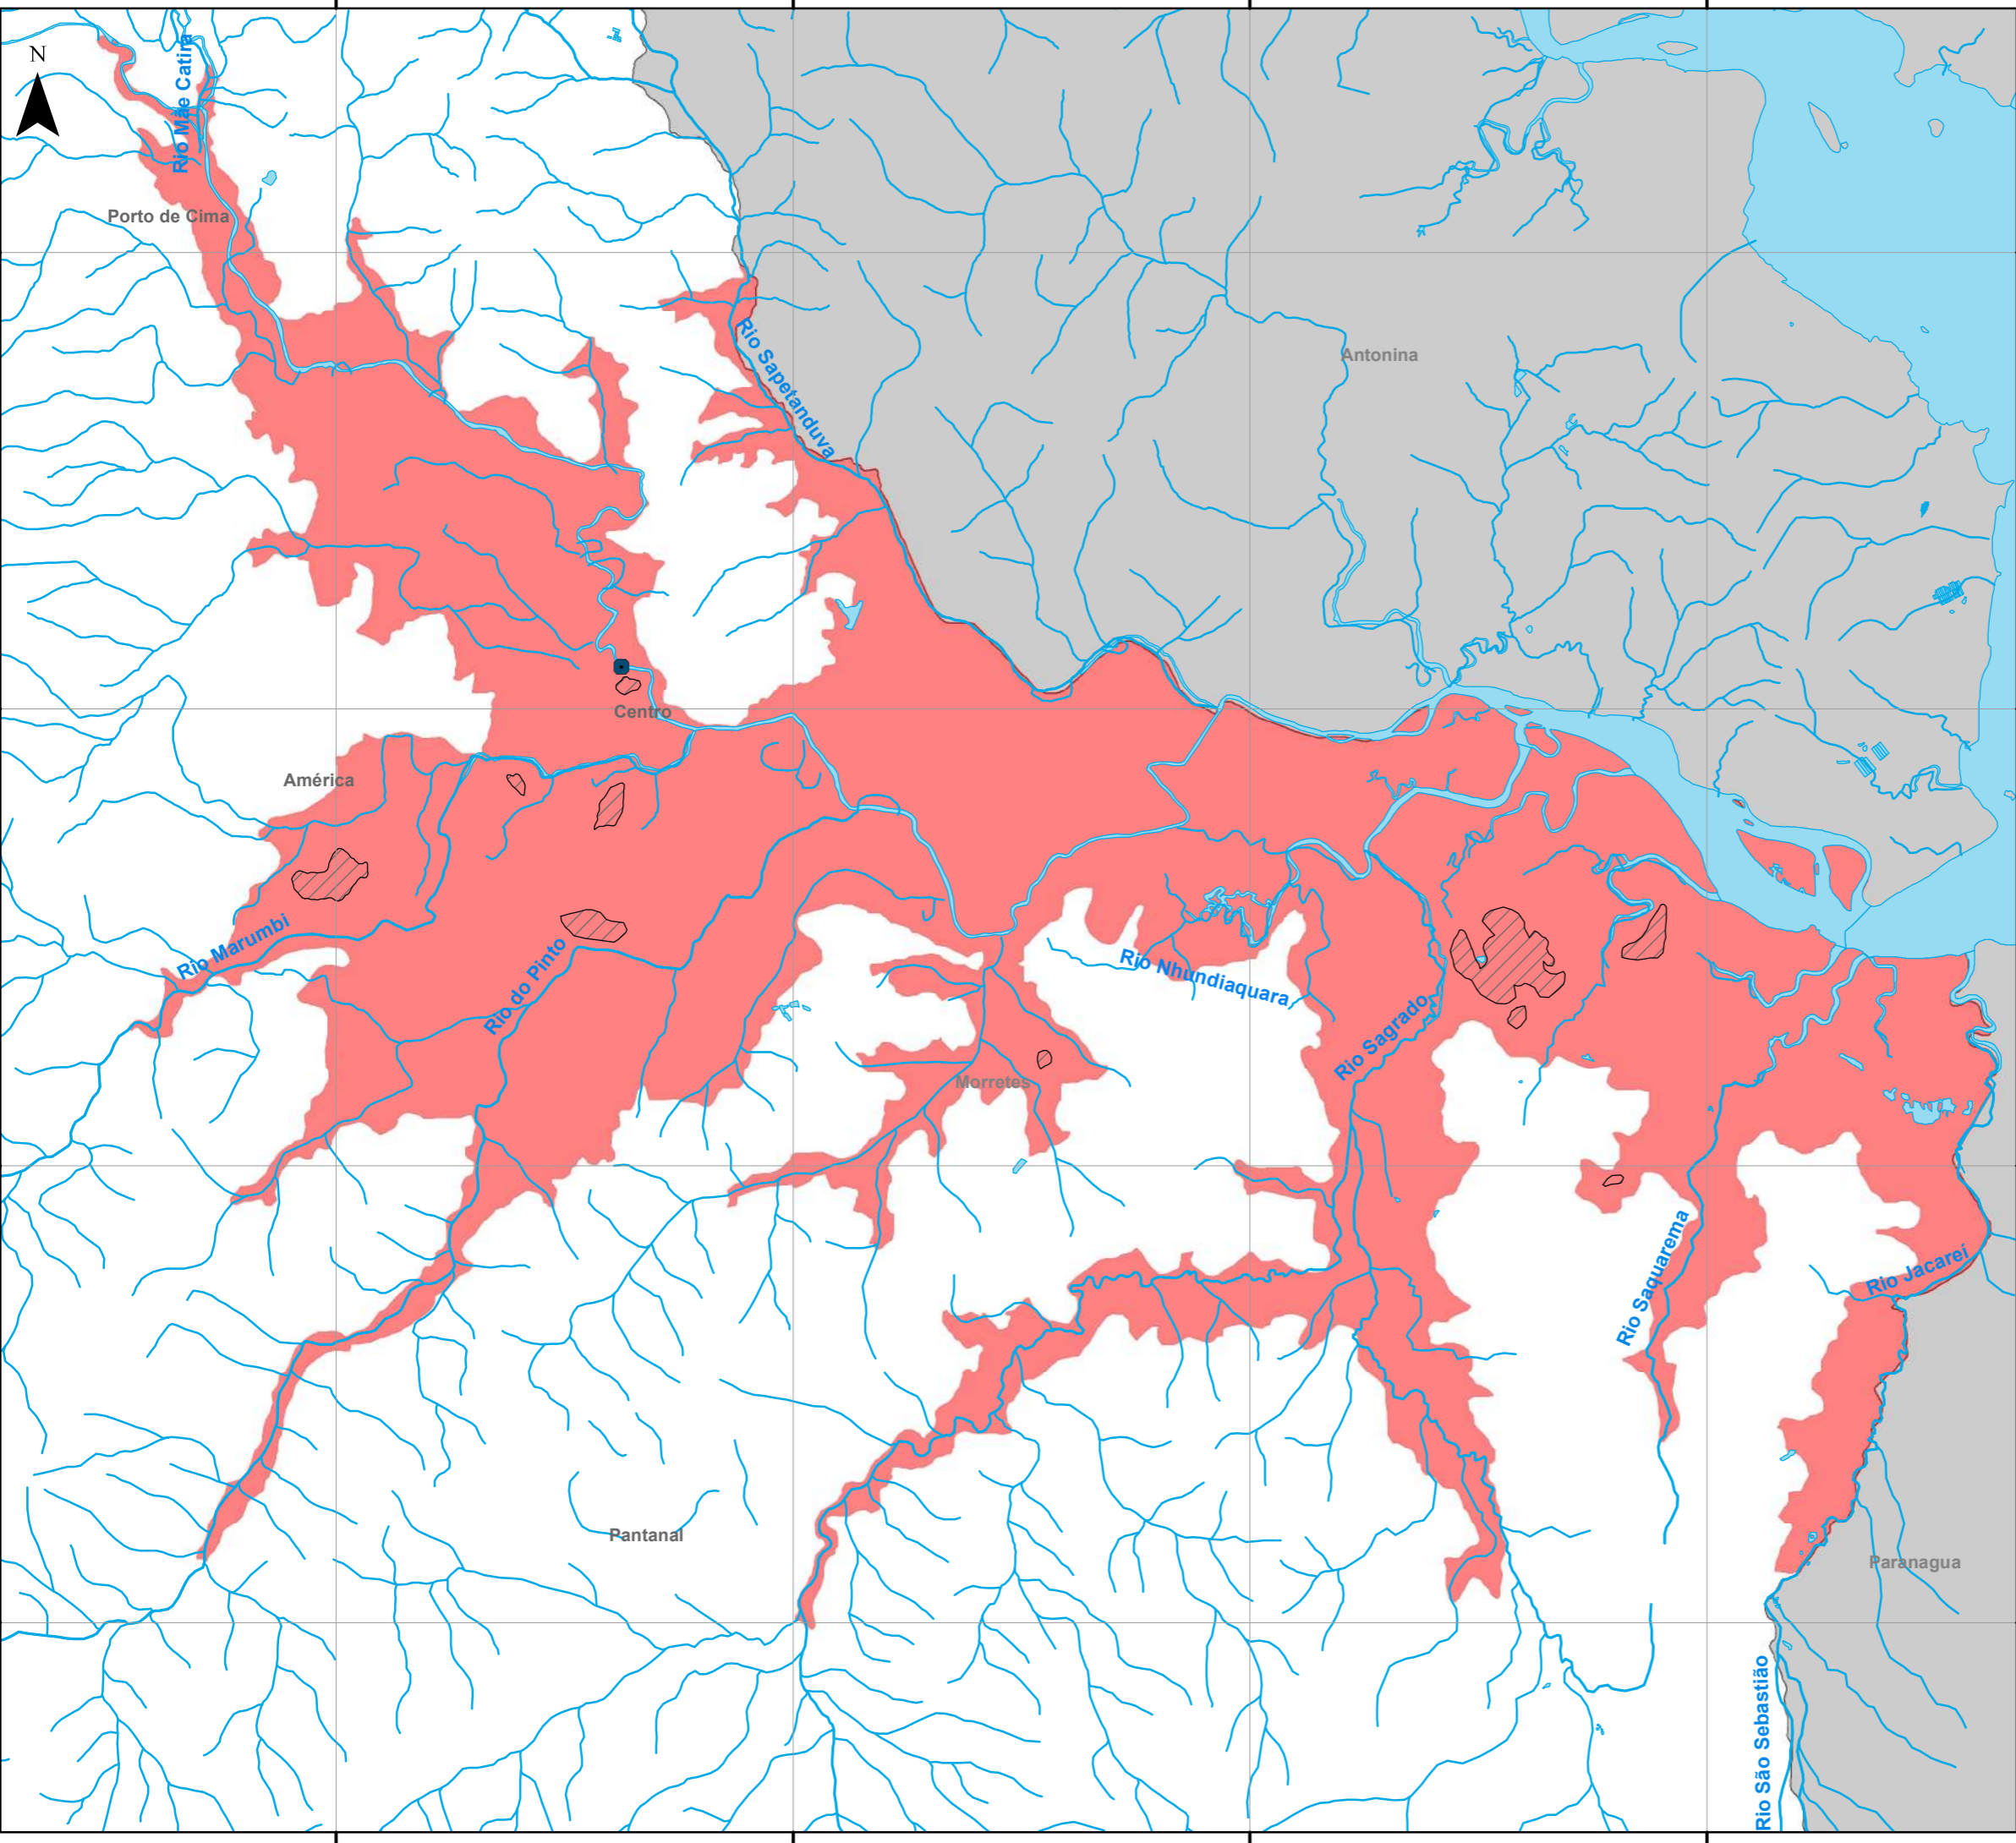 N
Rio Mãe Catira
Porto de Cima
Rio Sapetanduva
Antonina
Centro
América
Rio Marumbi
Rio do Pinto
Rio Nhundiaquara
Rio Sagrado
Morretes
Rio Saquarema
Rio Jacareí
Pantanal
Paranagua
Rio São Sebastião